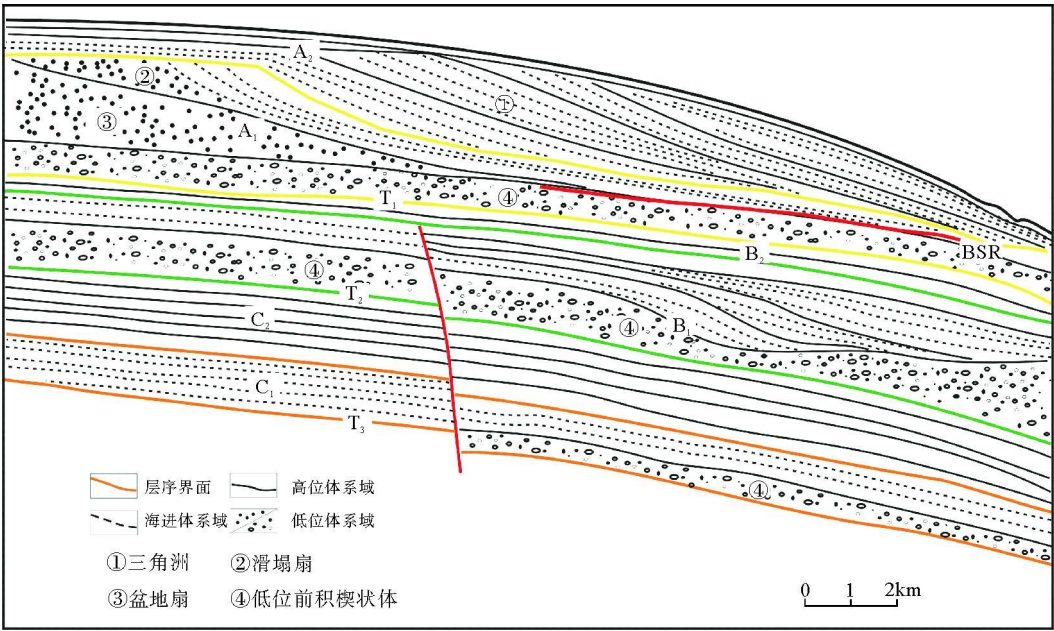 A₂
②
①
③
A₁
④
T₁
BSR
B₂
④
T₂
④
B₁
C₂
C₁
T₃
④
层序界面 高位体系域
海进体系域 低位体系域
①三角洲 ②滑塌扇
③盆地扇 ④低位前积楔状体
0 1 2km